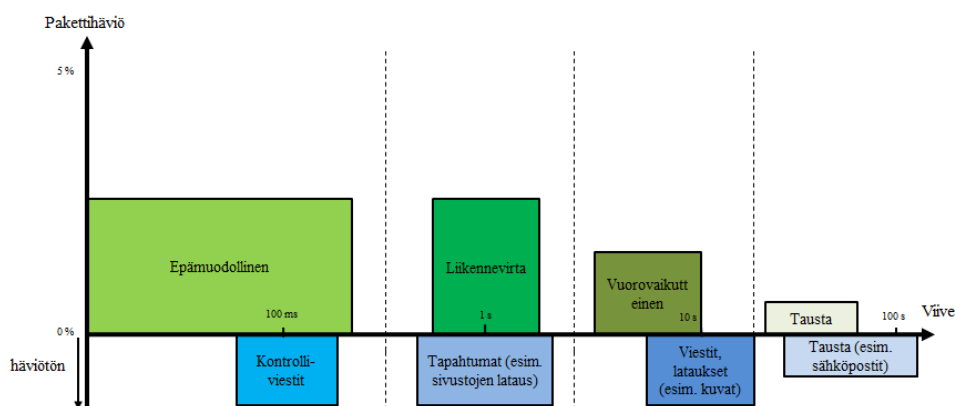 Pakettihäviö
5 %
Epämuodollinen
Liikennevirta
Vuorovaikutt
einen
Tausta
100 ms
1 s
10 s
100 s
Viive
0 %
häviötön
Kontrolli-
viestit
Tapahtumat (esim.
sivustojen lataus)
Viestit,
lataukset
(esim. kuvat)
Tausta (esim.
sähköpostit)